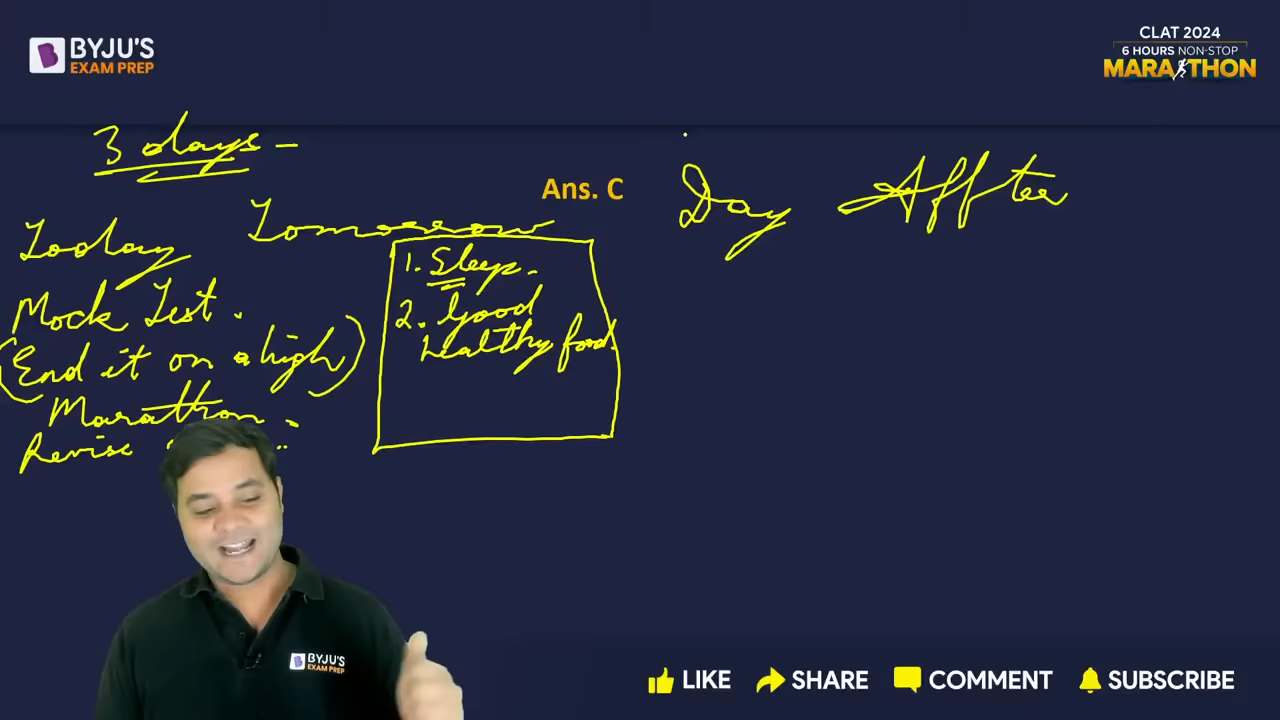 BYJU'S
EXAM PREP
CLAT 2024
6 HOURS NON-STOP
MARATHON
3 days -
Ans. C
Day Affter
Today
Tomorrow
1. Sleep.
2. Good
healthy food.
Mock Test.
(End it on a high)
Marathon
Revise
BYJU'S
EXAM PREP
LIKE
SHARE
COMMENT
SUBSCRIBE